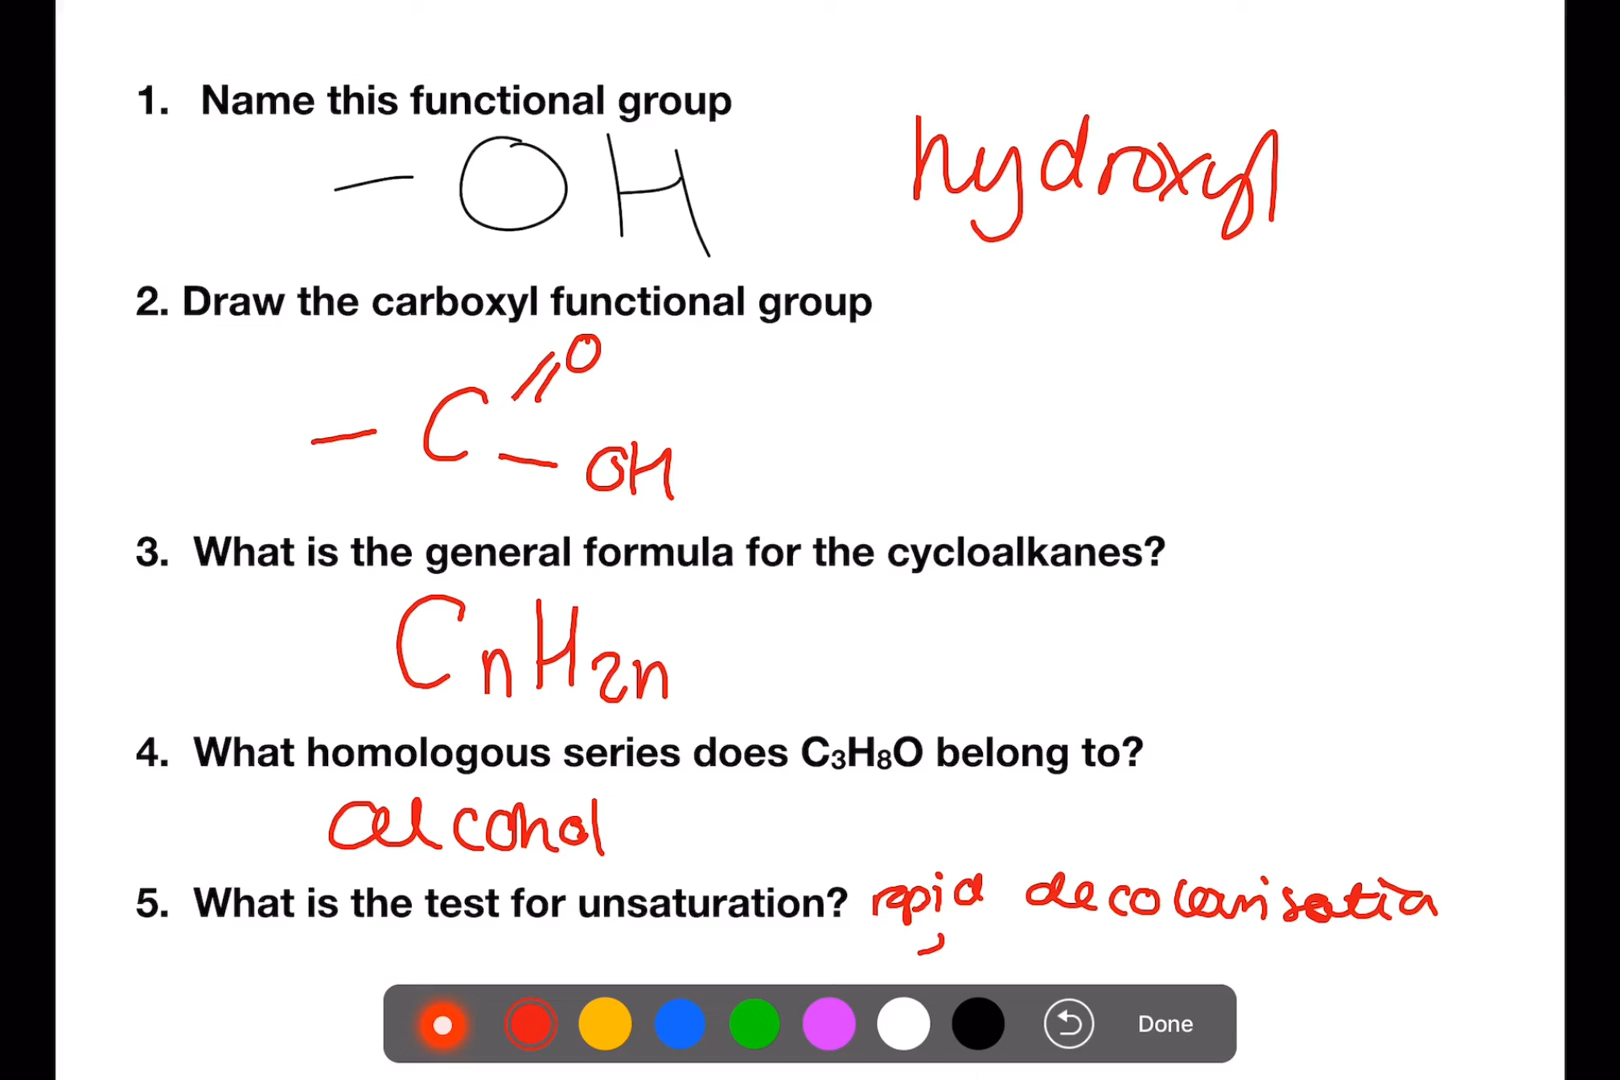 1. Name this functional group
— OH hydroxyl
2. Draw the carboxyl functional group
O
— C
— OH
3. What is the general formula for the cycloalkanes?
CnH2n
4. What homologous series does C₃H₈O belong to?
alcohol
5. What is the test for unsaturation? rapid decolourisation
Done